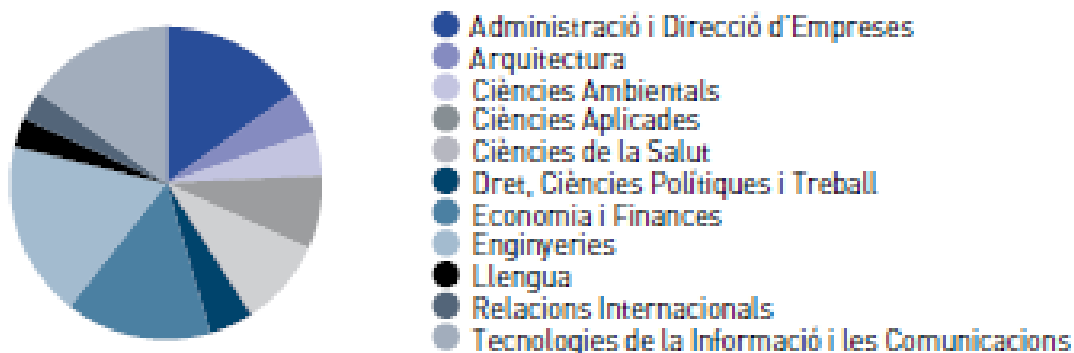 Administració i Direcció d'Empreses
Arquitectura
Ciències Ambientals
Ciències Aplicades
Ciències de la Salut
Dret, Ciències Polítiques i Treball
Economia i Finances
Enginyeries
Llengua
Relacions Internacionals
Tecnologies de la Informació i les Comunicacions